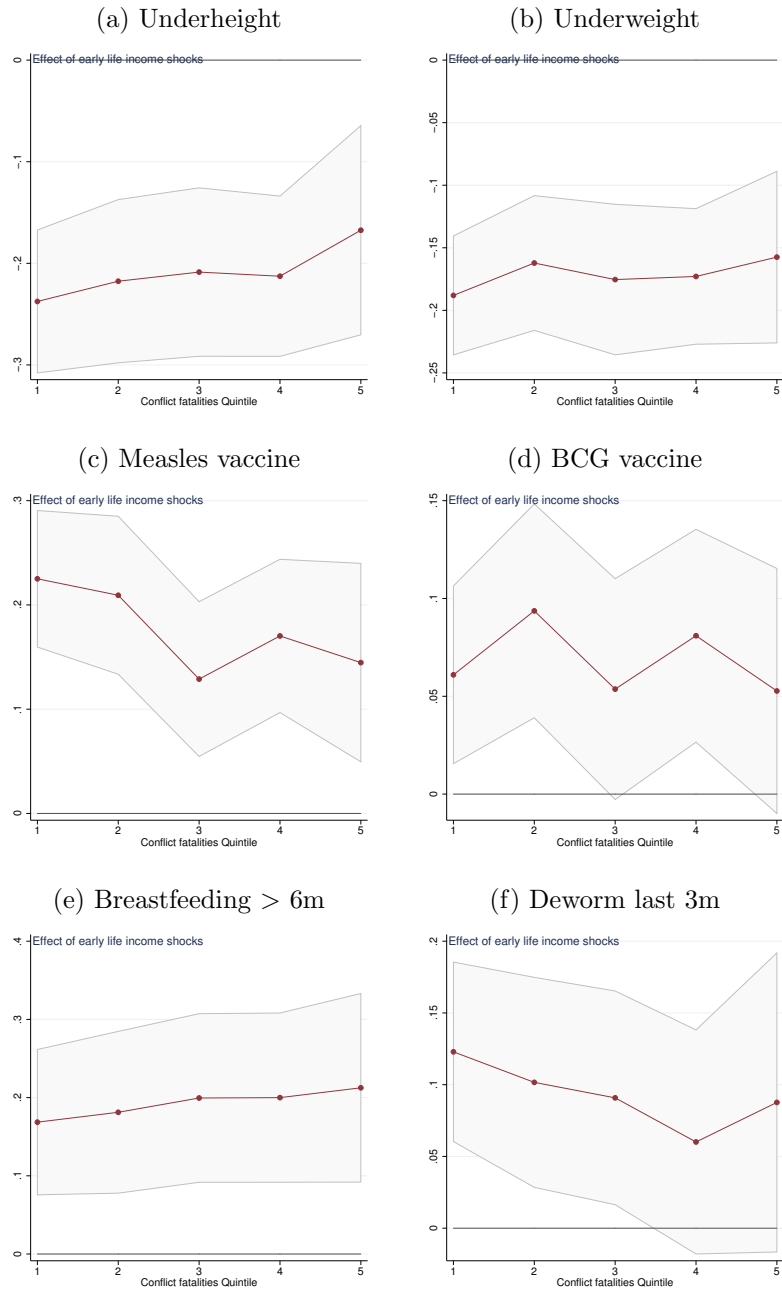 (a) Underheight
Effect of early life income shocks
0
-.1
-.2
-.3
1 2 3 4 5
Conflict fatalities Quintile
(b) Underweight
Effect of early life income shocks
0
-.05
-.1
-.15
-.2
-.25
1 2 3 4 5
Conflict fatalities Quintile
(c) Measles vaccine
Effect of early life income shocks
.3
.2
.1
0
1 2 3 4 5
Conflict fatalities Quintile
(d) BCG vaccine
Effect of early life income shocks
.15
.1
.05
0
1 2 3 4 5
Conflict fatalities Quintile
(e) Breastfeeding > 6m
Effect of early life income shocks
.4
.3
.2
.1
0
1 2 3 4 5
Conflict fatalities Quintile
(f) Deworm last 3m
Effect of early life income shocks
.2
.15
.1
.05
0
1 2 3 4 5
Conflict fatalities Quintile